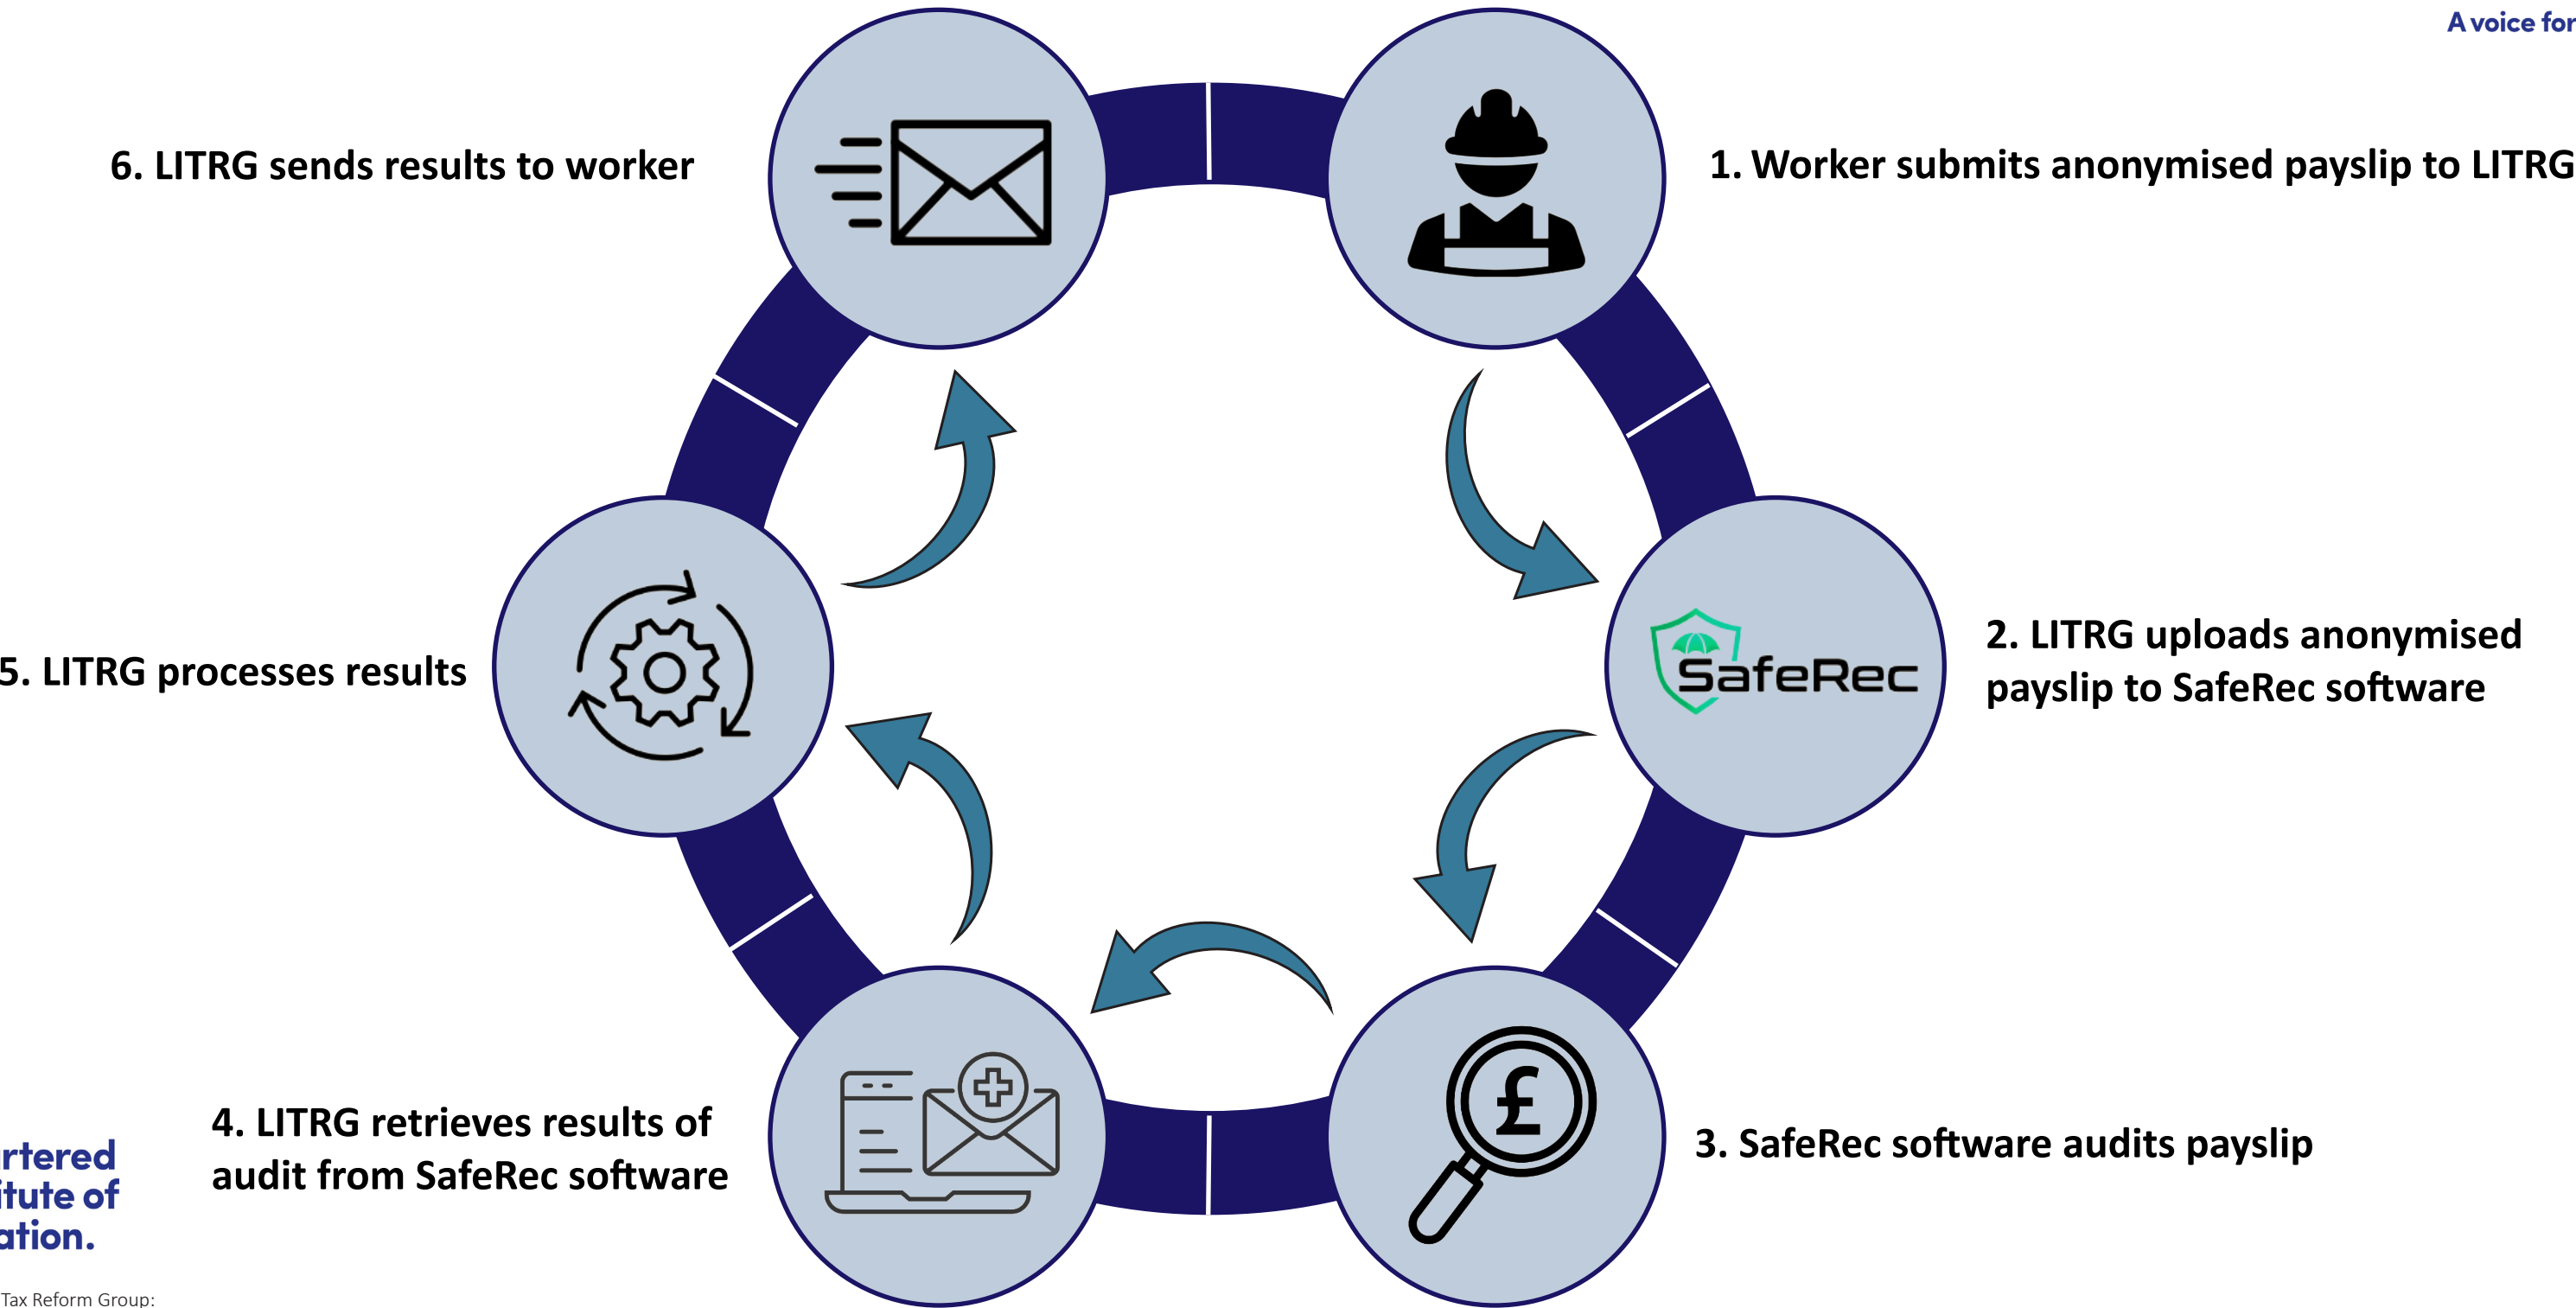 A voice for
6. LITRG sends results to worker
1. Worker submits anonymised payslip to LITRG
SafeRec
2. LITRG uploads anonymised
payslip to SafeRec software
5. LITRG processes results
£
4. LITRG retrieves results of
audit from SafeRec software
3. SafeRec software audits payslip
rtered
itute of
ation.
Tax Reform Group: